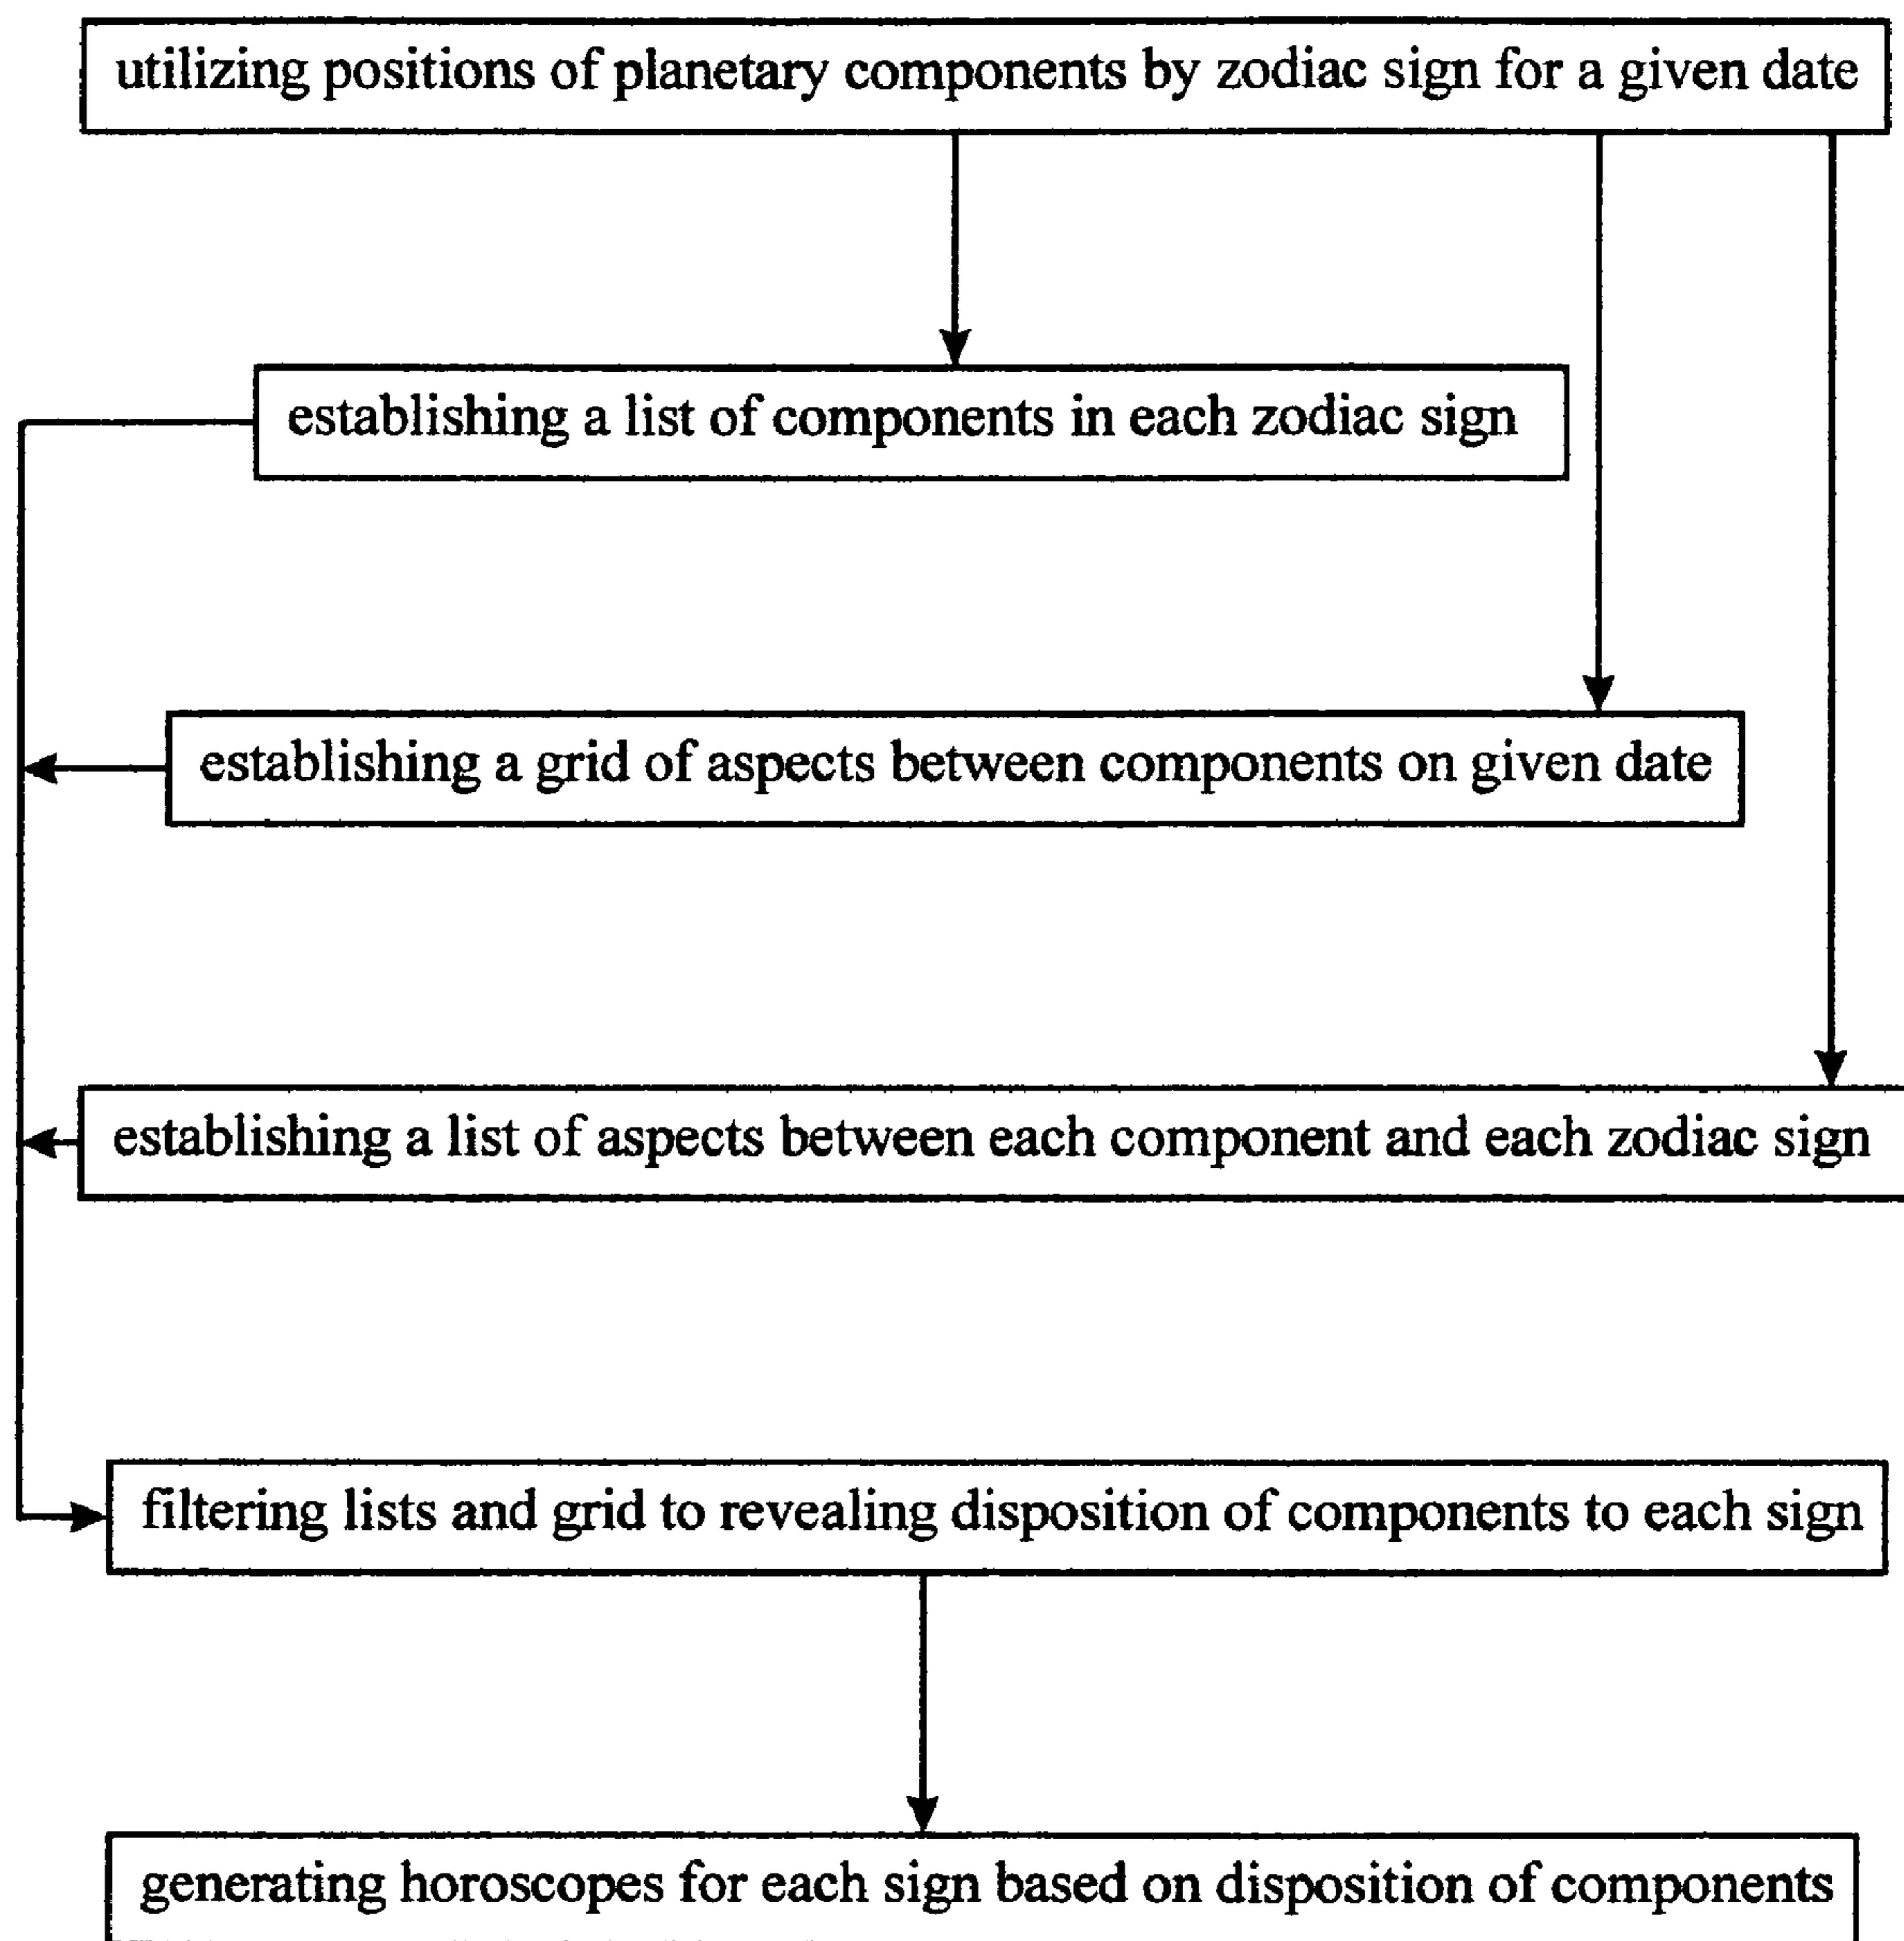 utilizing positions of planetary components by zodiac sign for a given date
establishing a list of components in each zodiac sign
establishing a grid of aspects between components on given date
establishing a list of aspects between each component and each zodiac sign
filtering lists and grid to revealing disposition of components to each sign
generating horoscopes for each sign based on disposition of components